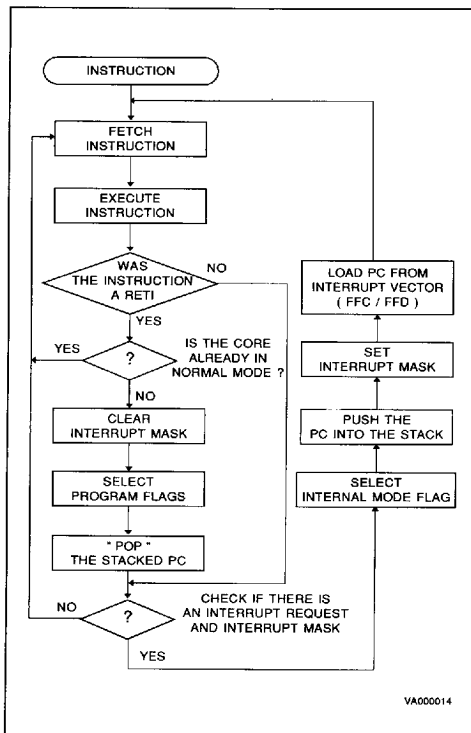 INSTRUCTION
FETCH
INSTRUCTION
EXECUTE
INSTRUCTION
WAS
THE INSTRUCTION
A RETI
NO
YES
?
IS THE CORE
ALREADY IN
NORMAL MODE ?
YES
NO
CLEAR
INTERRUPT MASK
SELECT
PROGRAM FLAGS
" POP "
THE STACKED PC
?
CHECK IF THERE IS
AN INTERRUPT REQUEST
AND INTERRUPT MASK
NO
YES
SELECT
INTERNAL MODE FLAG
PUSH THE
PC INTO THE STACK
SET
INTERRUPT MASK
LOAD PC FROM
INTERRUPT VECTOR
( FFC / FFD )
VA000014